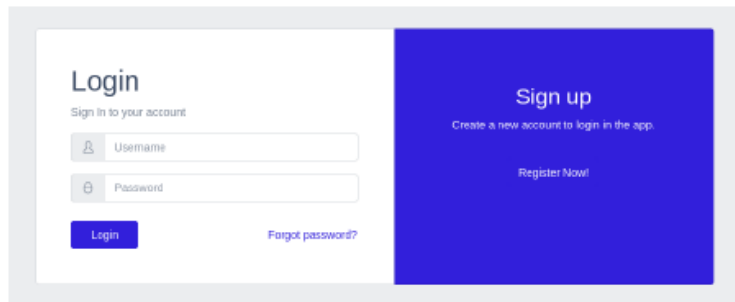 Login
Sign In to your account
Username
Password
Login
Forgot password?
Sign up
Create a new account to login in the app.
Register Now!